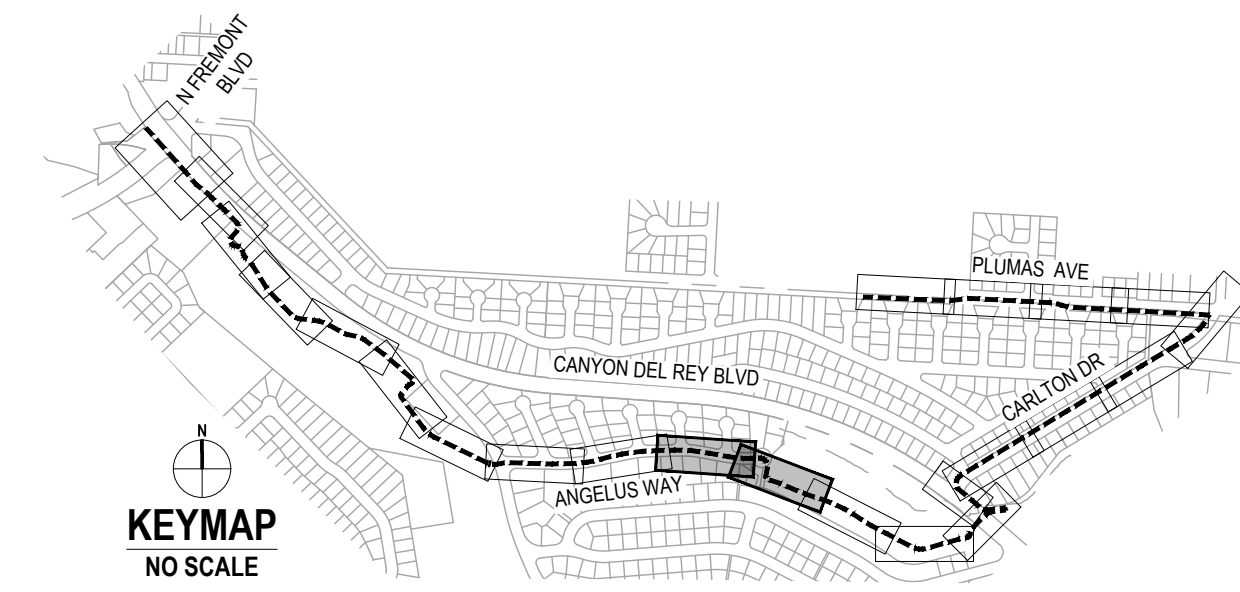 N FREMONT
BLVD
PLUMAS AVE
CANYON DEL REY BLVD
CARLTON DR
ANGELUS WAY
N
KEYMAP
NO SCALE